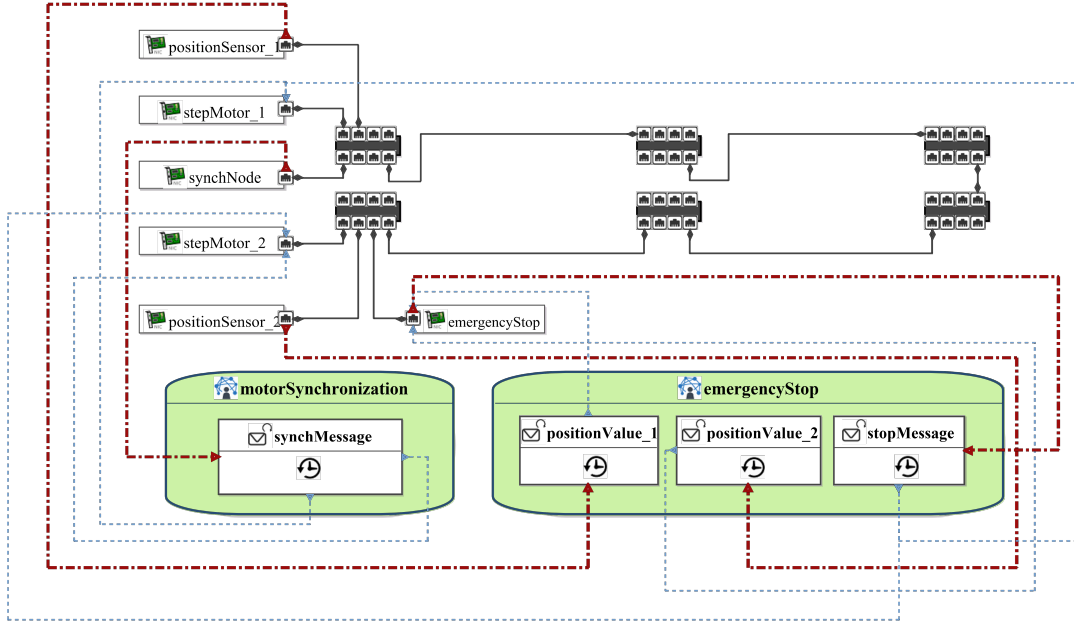 positionSensor_1
stepMotor_1
synchNode
stepMotor_2
positionSensor_2
emergencyStop
motorSynchronization
emergencyStop
synchMessage
positionValue_1
positionValue_2
stopMessage